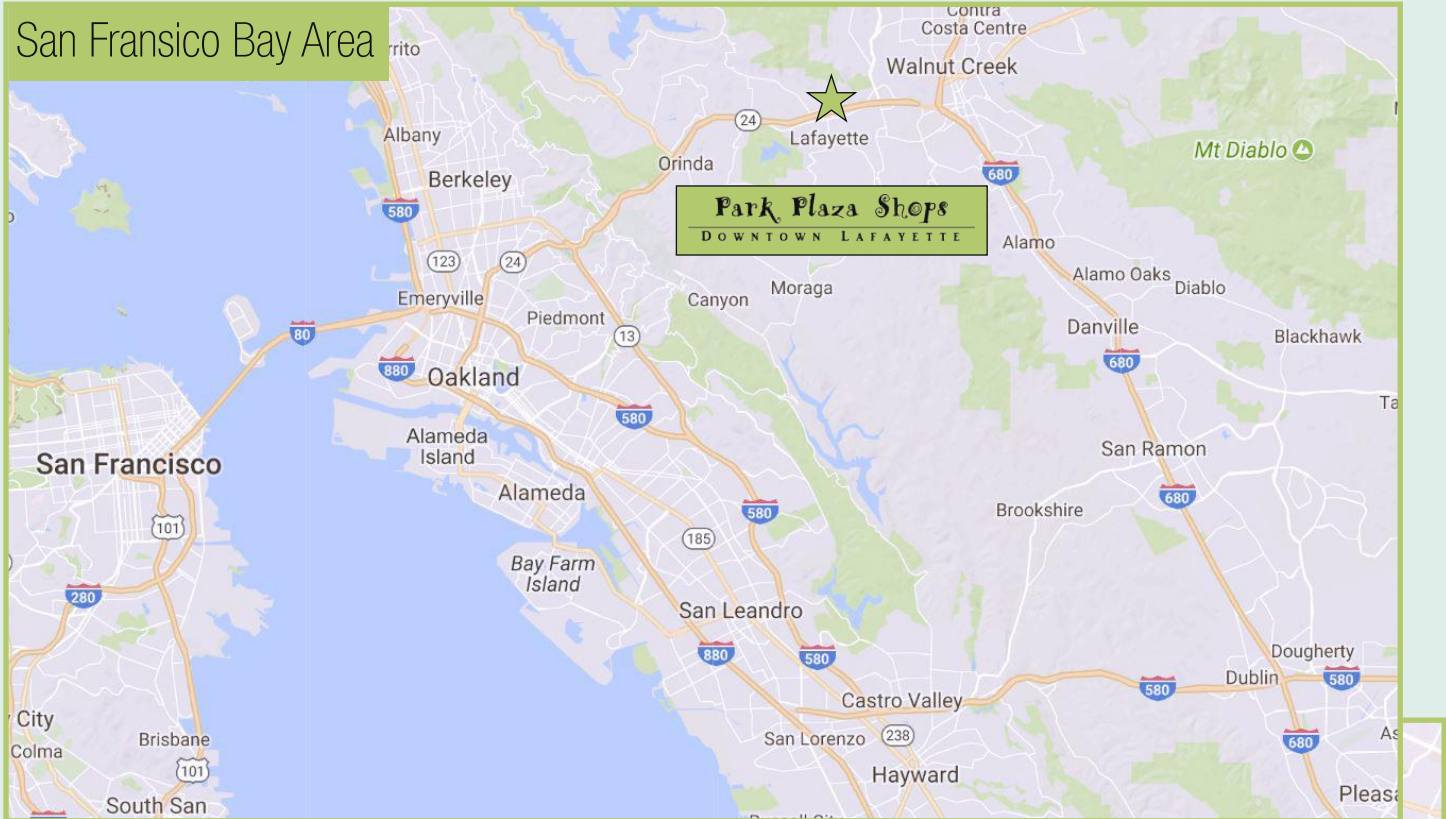 San Fransico Bay Area
rrito
Contra
Costa Centre
Walnut Creek
Albany
24
Lafayette
Orinda
Mt Diablo
Berkeley
680
580
Park Plaza Shops
DOWNTOWN LAFAYETTE
Alamo
123
24
Alamo Oaks
Diablo
Emeryville
Canyon
Moraga
Piedmont
80
13
Danville
Blackhawk
880
Oakland
680
580
Ta
Alameda
Island
San Francisco
San Ramon
Alameda
680
580
Brookshire
101
185
Bay Farm
Island
280
San Leandro
880
580
Dougherty
Dublin
580
580
Castro Valley
City
Colma
Brisbane
San Lorenzo
238
680
As
101
Hayward
South San
Pleasa